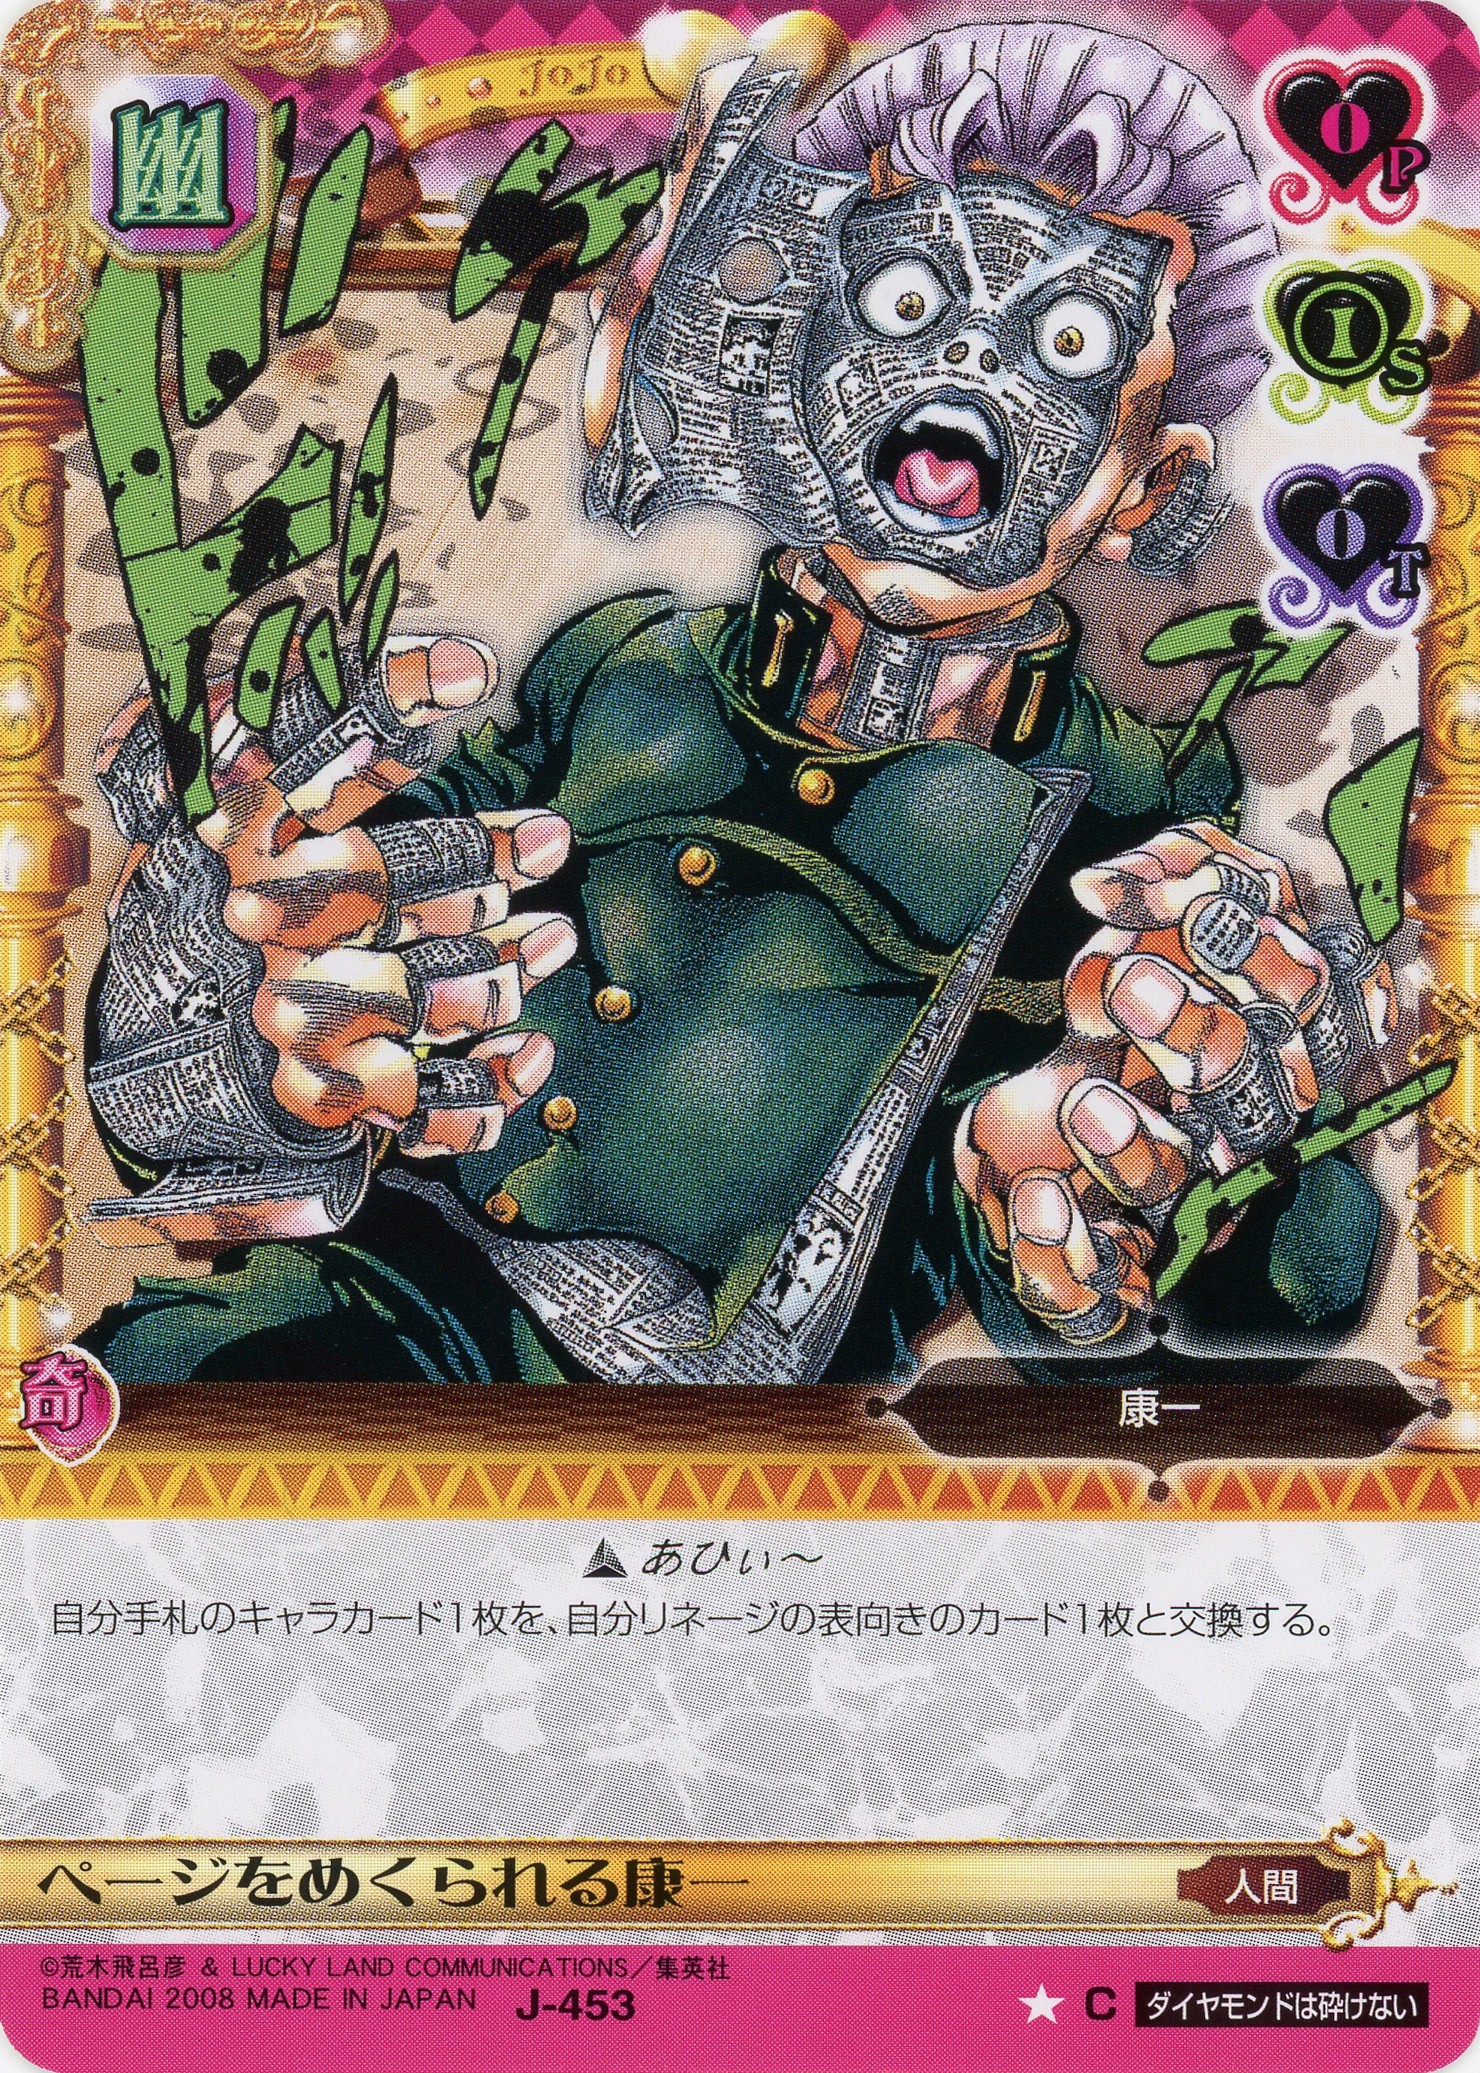 JoJo
0 P
1 S
0 T
奇
康一
▲あひぃ～
自分手札のキャラカード1枚を、自分リネージの表向きのカード1枚と交換する。
ページをめくられる康一
人間
©荒木飛呂彦 & LUCKY LAND COMMUNICATIONS／集英社
BANDAI 2008 MADE IN JAPAN J-453
★ C ダイヤモンドは砕けない